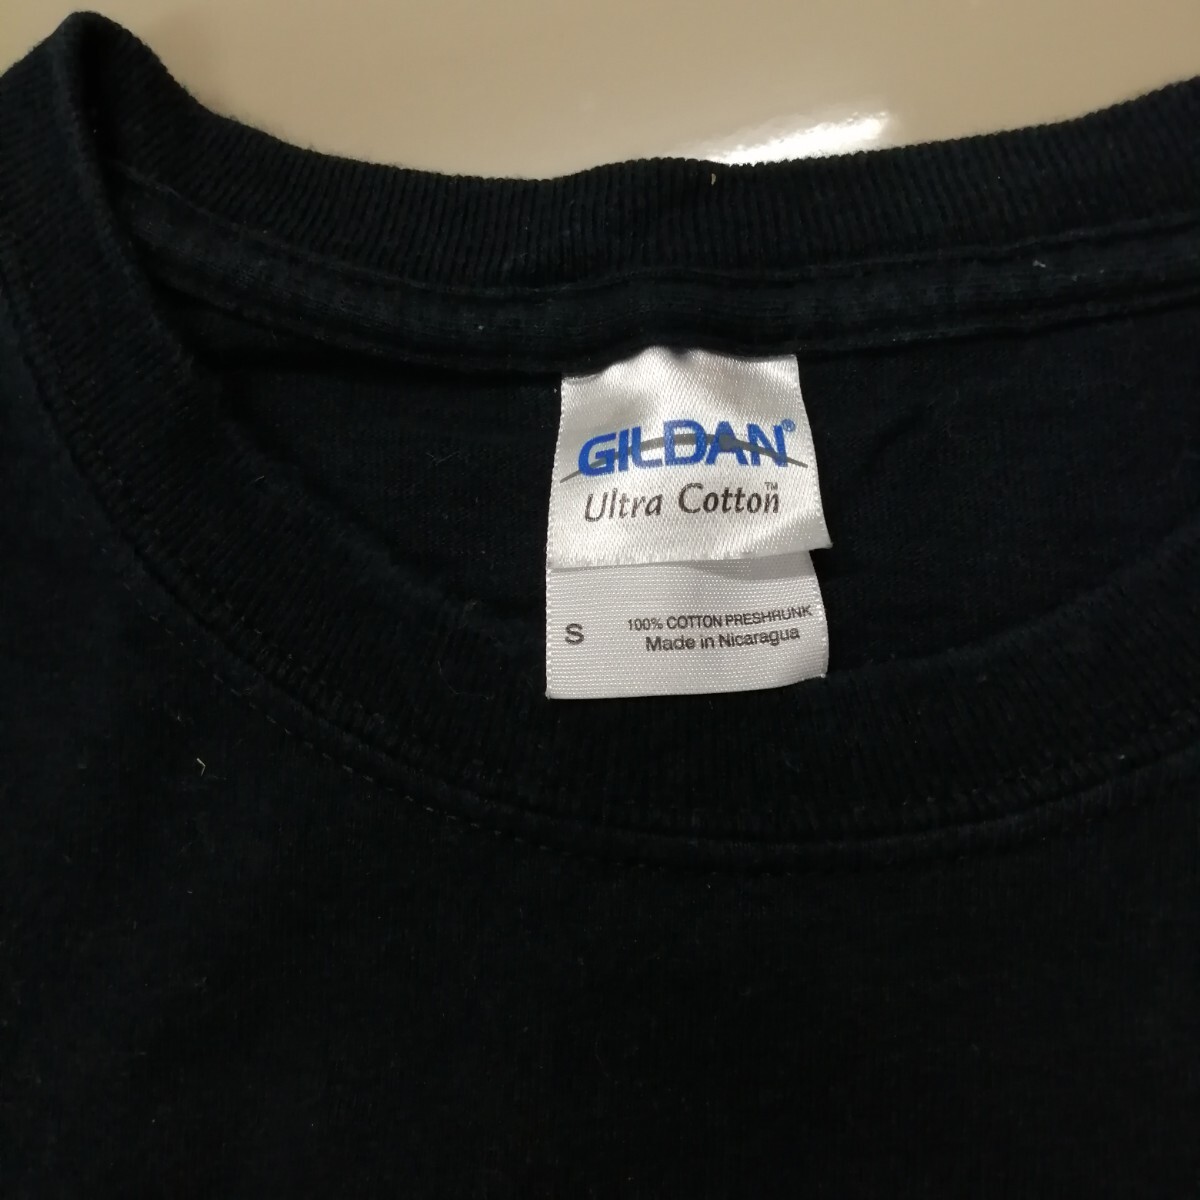 GILDAN®
Ultra Cotton™
S 100% COTTON PRESHRUNK
Made in Nicaragua